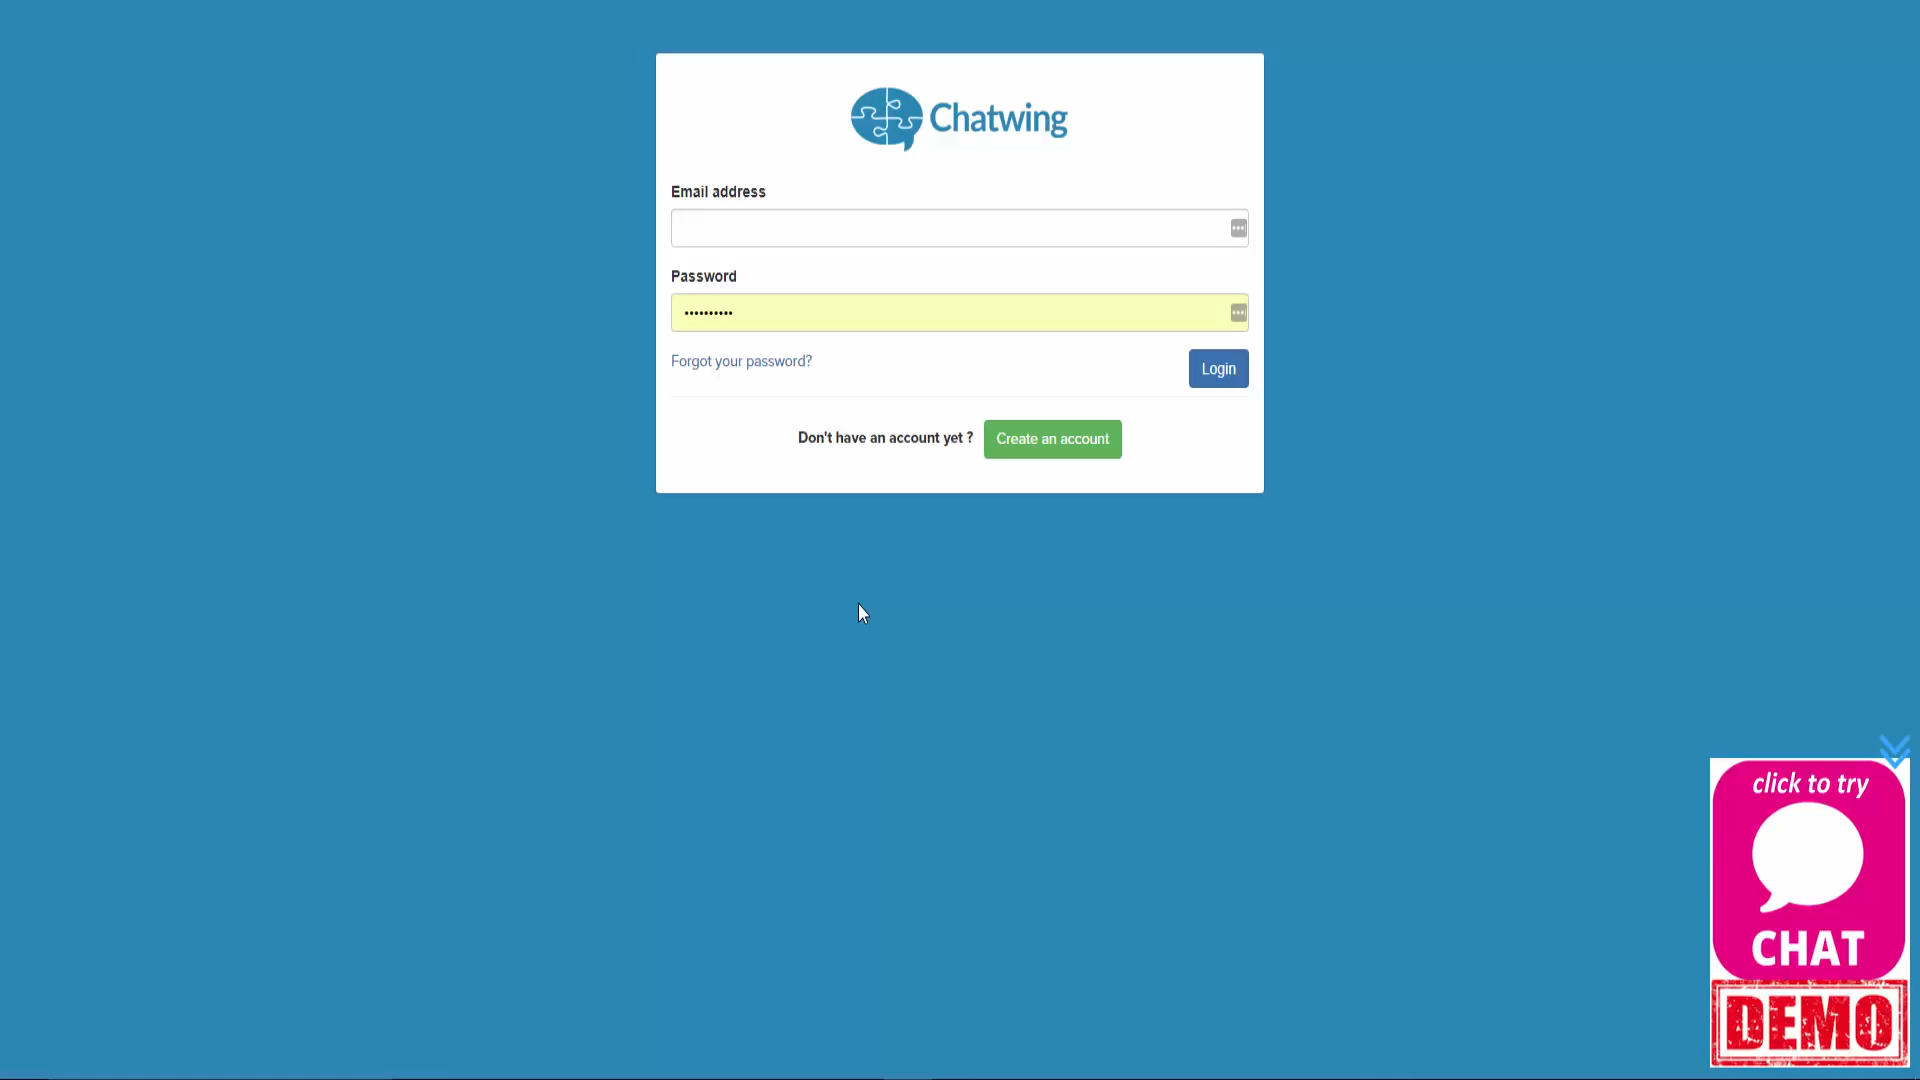 Chatwing
Email address
Password
••••••••••
Forgot your password?
Login
Don't have an account yet ?
Create an account
click to try
CHAT
DEMO